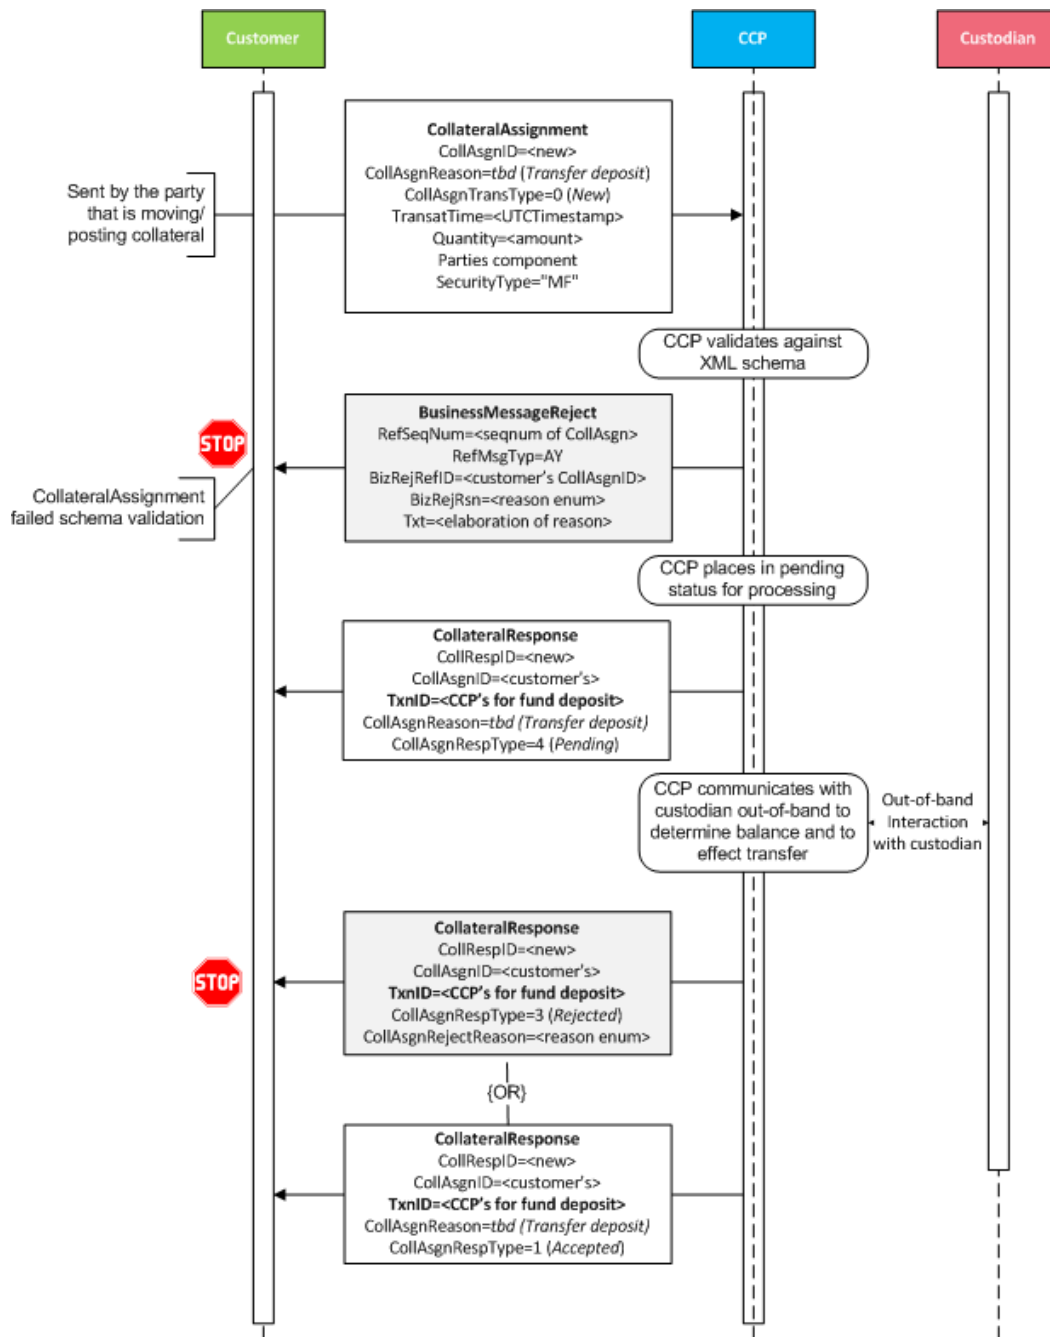 Customer
CCP
Custodian
CollateralAssignment
CollAsgnID=<new>
CollAsgnReason=tbd (Transfer deposit)
CollAsgnTransType=0 (New)
TransatTime=<UTCTimestamp>
Quantity=<amount>
Parties component
SecurityType="MF"
Sent by the party
that is moving/
posting collateral
CCP validates against
XML schema
BusinessMessageReject
RefSeqNum=<seqnum of CollAsgn>
RefMsgTyp=AY
BizRejRefID=<customer's CollAsgnID>
BizRejRsn=<reason enum>
Txt=<elaboration of reason>
STOP
CollateralAssignment
failed schema validation
CCP places in pending
status for processing
CollateralResponse
CollRespID=<new>
CollAsgnID=<customer's>
TxnID=<CCP's for fund deposit>
CollAsgnReason=tbd (Transfer deposit)
CollAsgnRespType=4 (Pending)
CCP communicates with
custodian out-of-band to
determine balance and to
effect transfer
Out-of-band
Interaction
with custodian
CollateralResponse
CollRespID=<new>
CollAsgnID=<customer's>
TxnID=<CCP's for fund deposit>
CollAsgnRespType=3 (Rejected)
CollAsgnRejectReason=<reason enum>
STOP
{OR}
CollateralResponse
CollRespID=<new>
CollAsgnID=<customer's>
TxnID=<CCP's for fund deposit>
CollAsgnReason=tbd (Transfer deposit)
CollAsgnRespType=1 (Accepted)